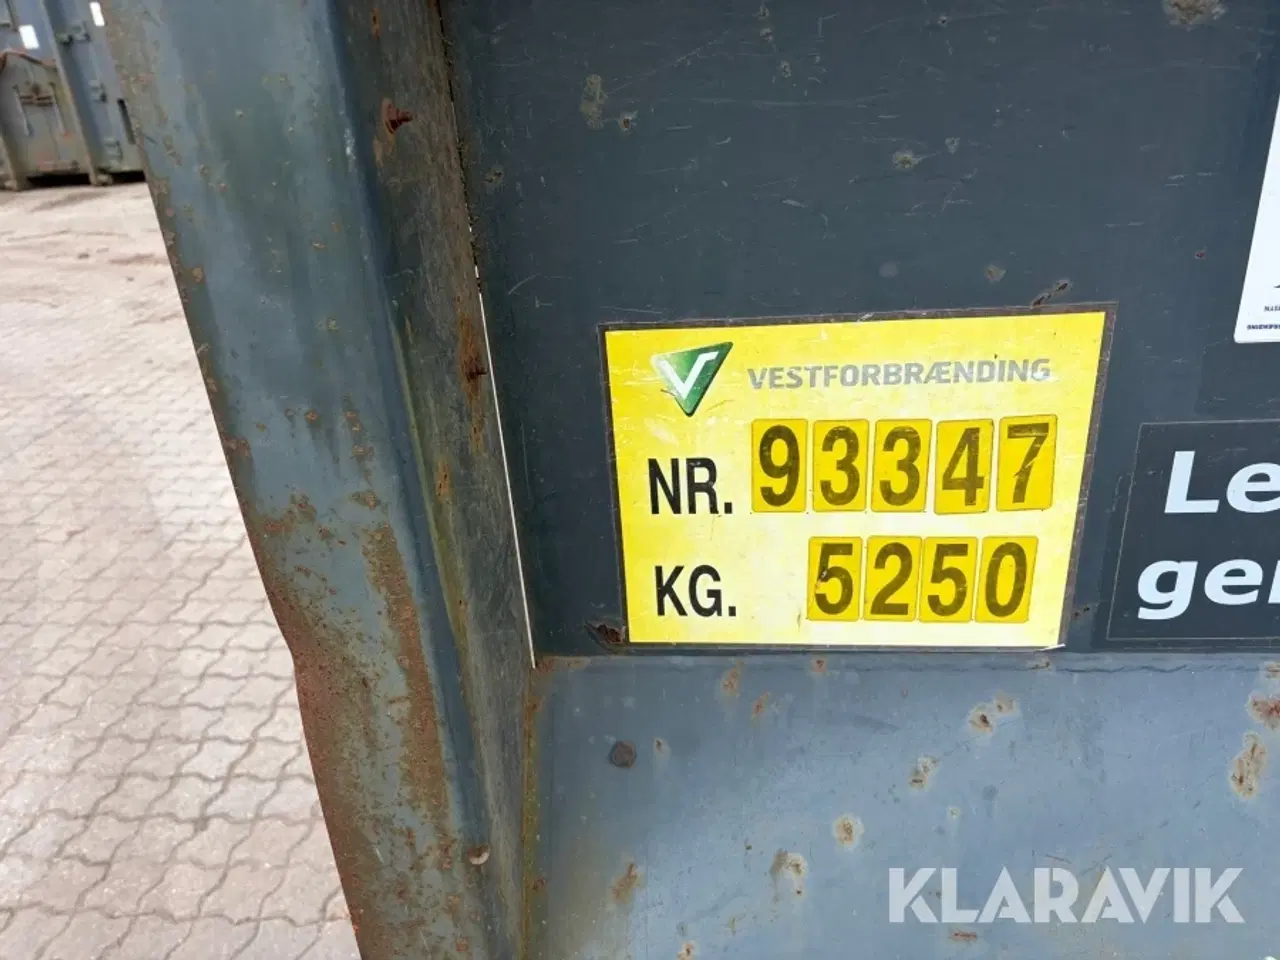 VESTFORBRÆNDING
NR. 93347
KG. 5250
Le
ge
KLARAVIK